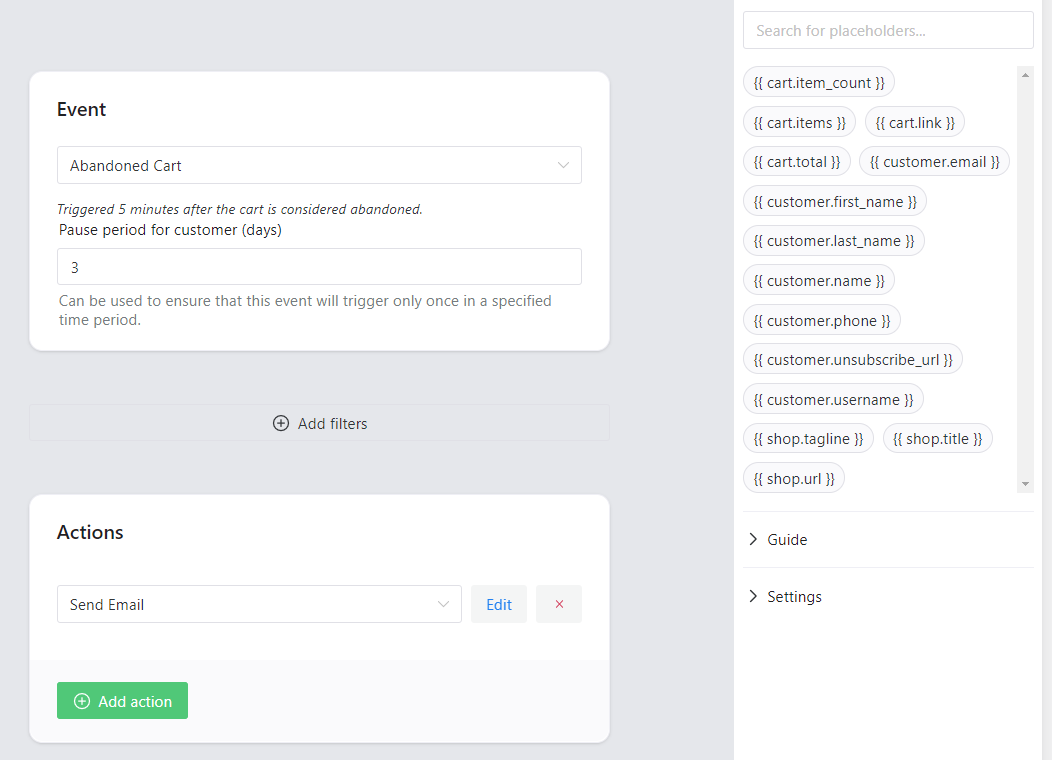 Event
Abandoned Cart
Triggered 5 minutes after the cart is considered abandoned.
Pause period for customer (days)
3
Can be used to ensure that this event will trigger only once in a specified
time period.
Add filters
Actions
Send Email
Edit
×
Add action
Search for placeholders...
{{ cart.item_count }}
{{ cart.items }} {{ cart.link }}
{{ cart.total }} {{ customer.email }}
{{ customer.first_name }}
{{ customer.last_name }}
{{ customer.name }}
{{ customer.phone }}
{{ customer.unsubscribe_url }}
{{ customer.username }}
{{ shop.tagline }} {{ shop.title }}
{{ shop.url }}
Guide
Settings